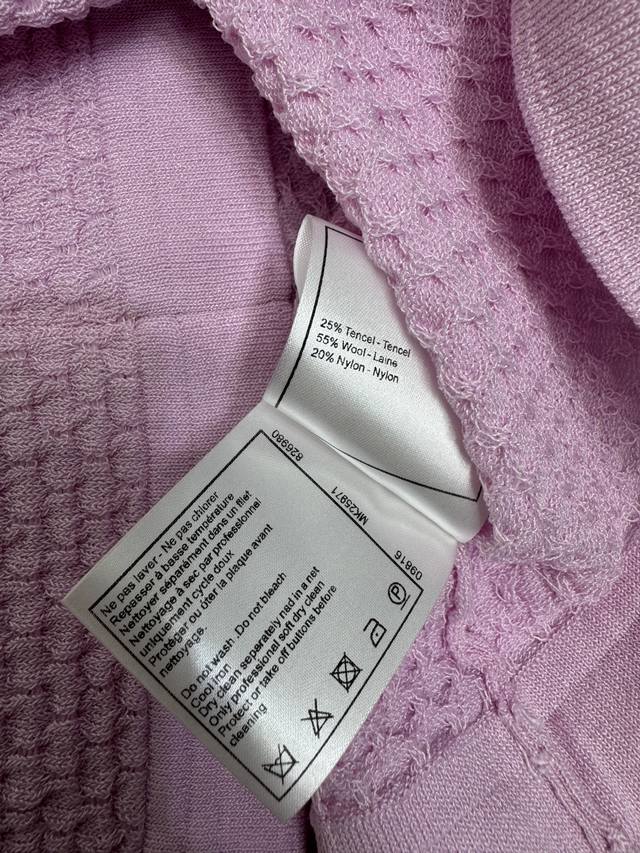 25% Tencel - Tencel
55% Wool - Laine
20% Nylon - Nylon
826980
MK25971
09816
Ne pas laver - Ne pas chlorer
Repasser à basse température
Nettoyer séparément dans un filet
Nettoyage à sec par professionnel
uniquement cycle doux
Protéger ou ôter la plaque avant
nettoyage.
Do not wash . Do not bleach
Cool iron
Dry clean separately nad in a net
Only professional soft dry clean
Protect or take off buttons before
cleaning
P